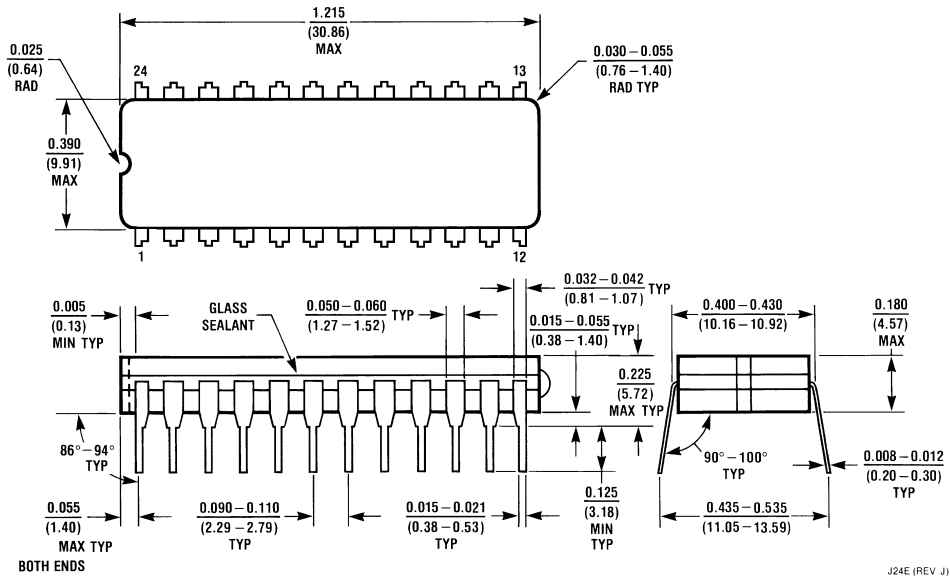 1.215
(30.86)
MAX
0.025
(0.64)
RAD
24
13
0.030 – 0.055
(0.76 – 1.40)
RAD TYP
0.390
(9.91)
MAX
1
12
0.005
(0.13)
MIN TYP
GLASS
SEALANT
0.050 – 0.060
(1.27 – 1.52)
TYP
0.032 – 0.042
(0.81 – 1.07)
TYP
0.015 – 0.055
(0.38 – 1.40)
TYP
0.400 – 0.430
(10.16 – 10.92)
0.180
(4.57)
MAX
0.225
(5.72)
MAX TYP
86° – 94°
TYP
90° – 100°
TYP
0.008 – 0.012
(0.20 – 0.30)
TYP
0.055
(1.40)
MAX TYP
BOTH ENDS
0.090 – 0.110
(2.29 – 2.79)
TYP
0.015 – 0.021
(0.38 – 0.53)
TYP
0.125
(3.18)
MIN
TYP
0.435 – 0.535
(11.05 – 13.59)
J24E (REV J)